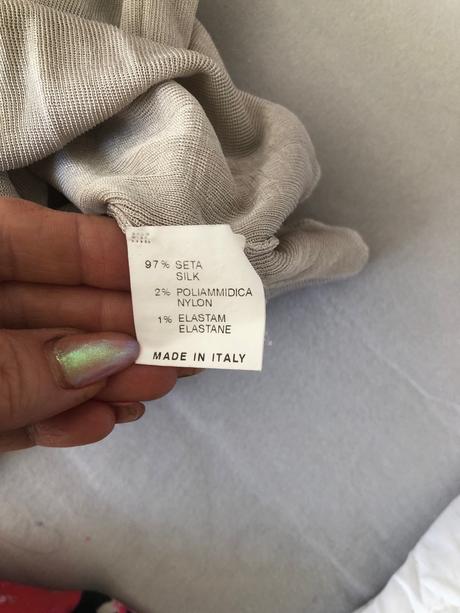 97% SETA
SILK
2% POLIAMMIDICA
NYLON
1% ELASTAM
ELASTANE
MADE IN ITALY